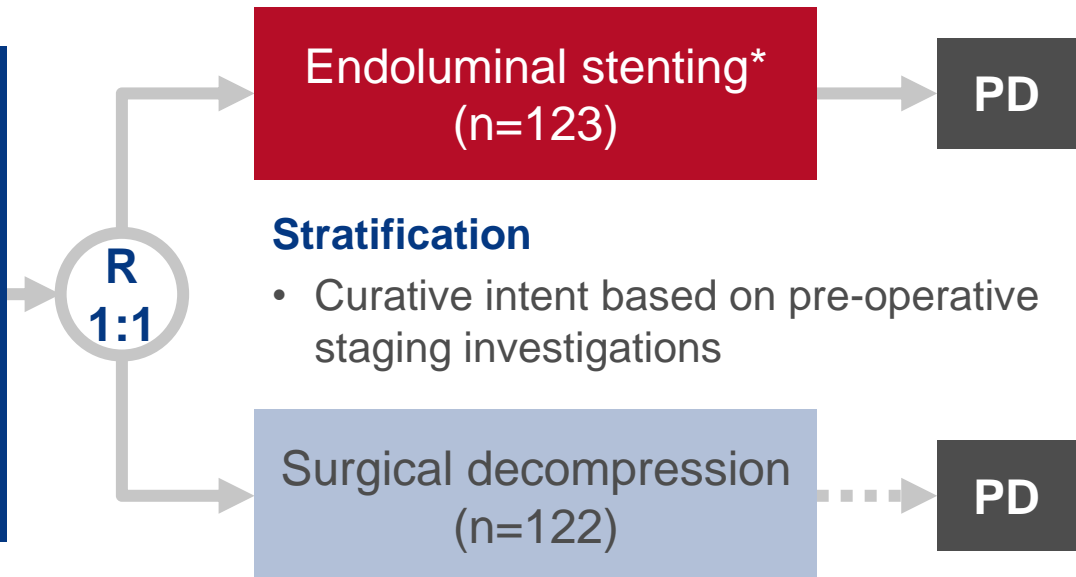 Endoluminal stenting*
(n=123)
PD
Stratification
R
1:1
• Curative intent based on pre-operative
staging investigations
Surgical decompression
(n=122)
PD